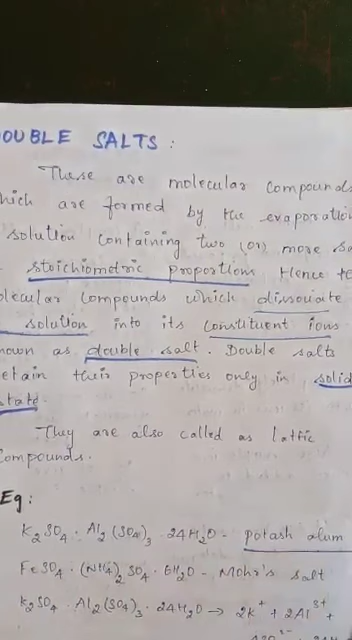 OUBLE SALTS :
These are molecular compounds
hich are formed by the evaporation
solution containing two (or) more sa
stoichiometric proportions Hence te
olecular compounds which dissociate
solution into its constituent ions
nown as double salt. Double salts
etain their properties only in solid
state.
They are also called as lattic
compounds.
Eg:
K₂SO₄ · Al₂(SO₄)₃ · 24H₂O - potash alum
FeSO₄ · (NH₄)₂SO₄ · 6H₂O - Mohr's salt
K₂SO₄ · Al₂(SO₄)₃ · 24H₂O → 2K⁺ + 2Al³⁺ +